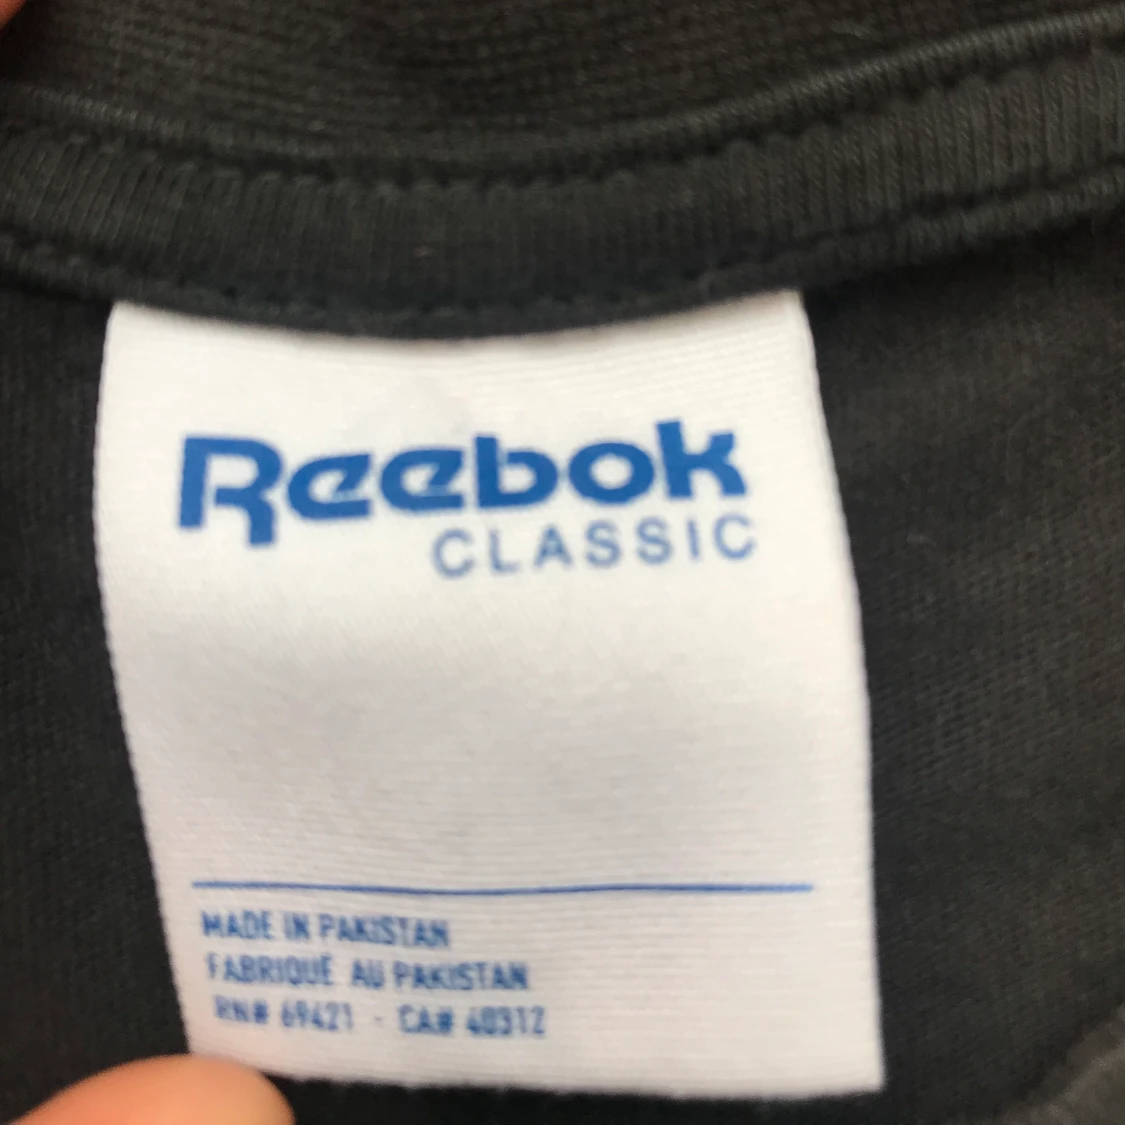 Reebok
CLASSIC
MADE IN PAKISTAN
FABRIQUÉ AU PAKISTAN
RN# 69421 - CA# 40312